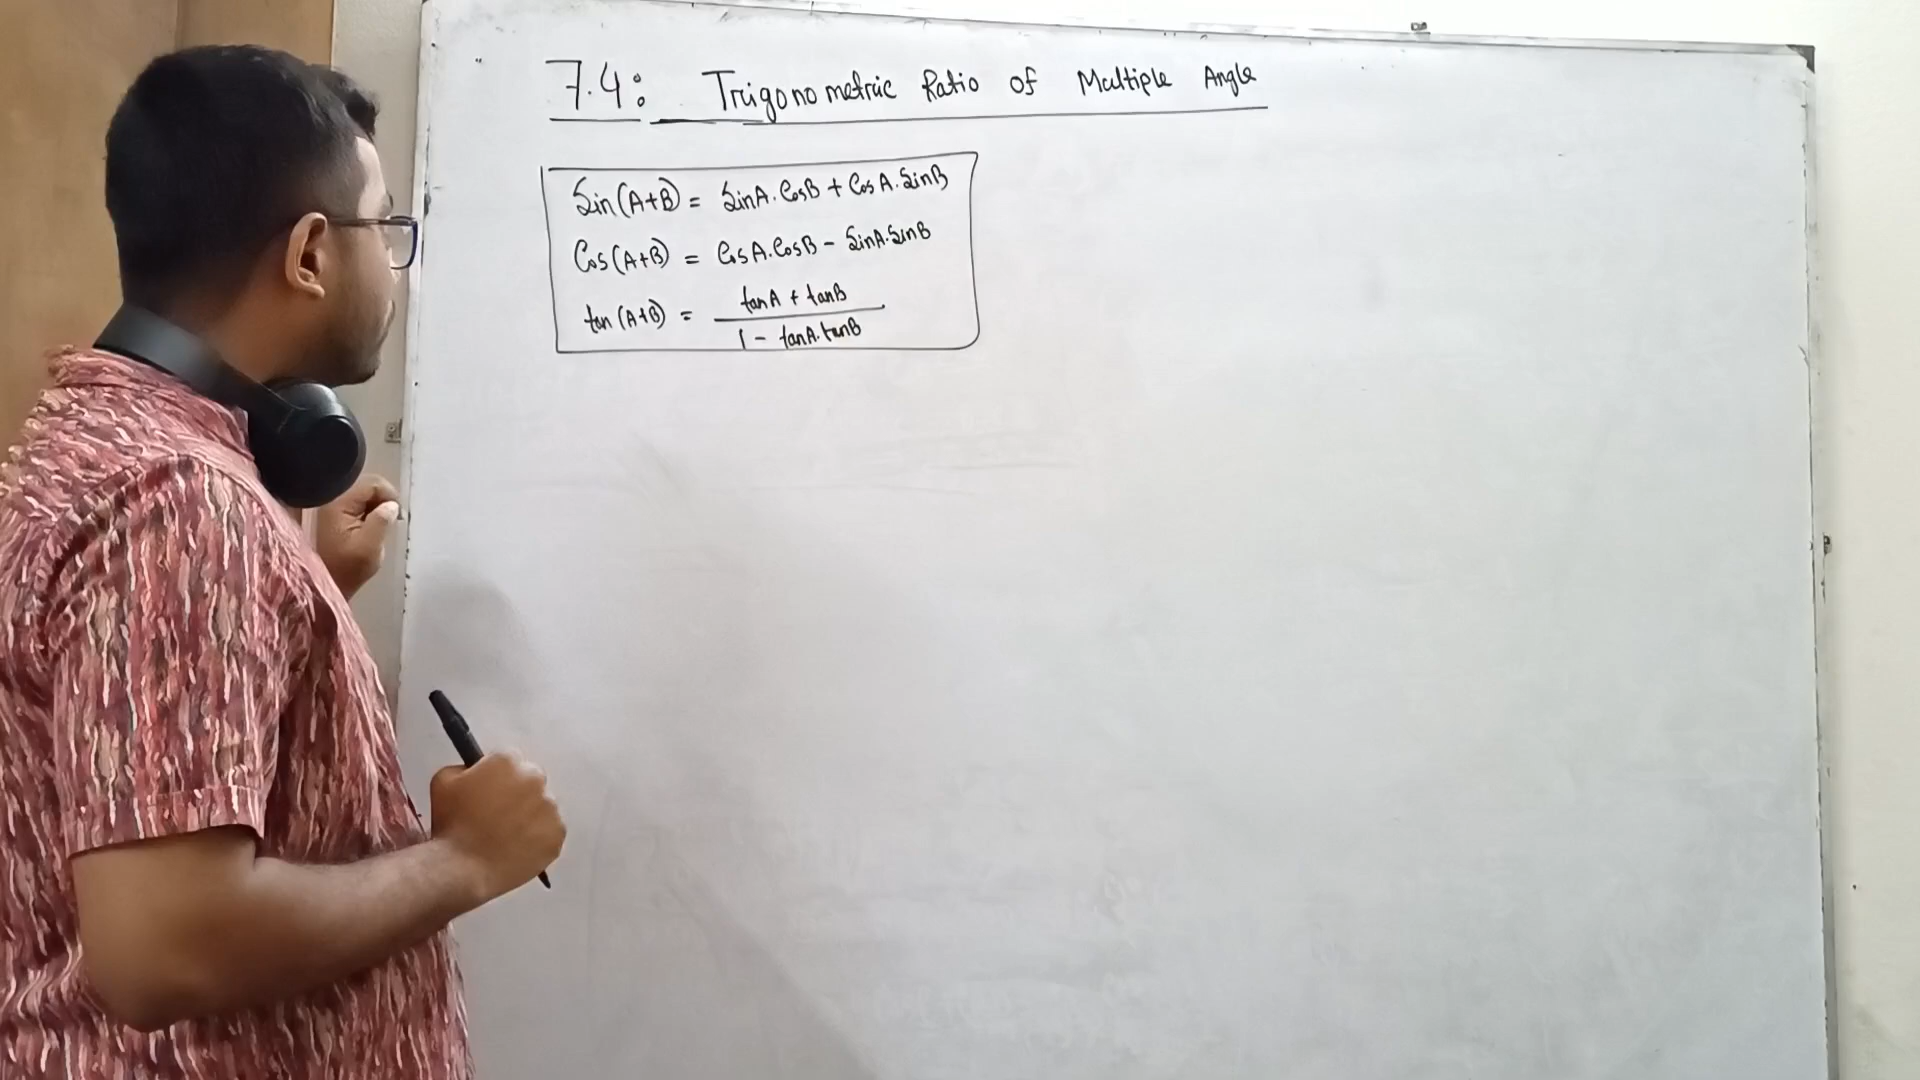 7.4: Trigonometric Ratio of Multiple Angle
Sin(A+B) = SinA.CosB + CosA.SinB
Cos(A+B) = CosA.CosB - SinA.SinB
tan(A+B) = tanA + tanB
1 - tanA.tanB